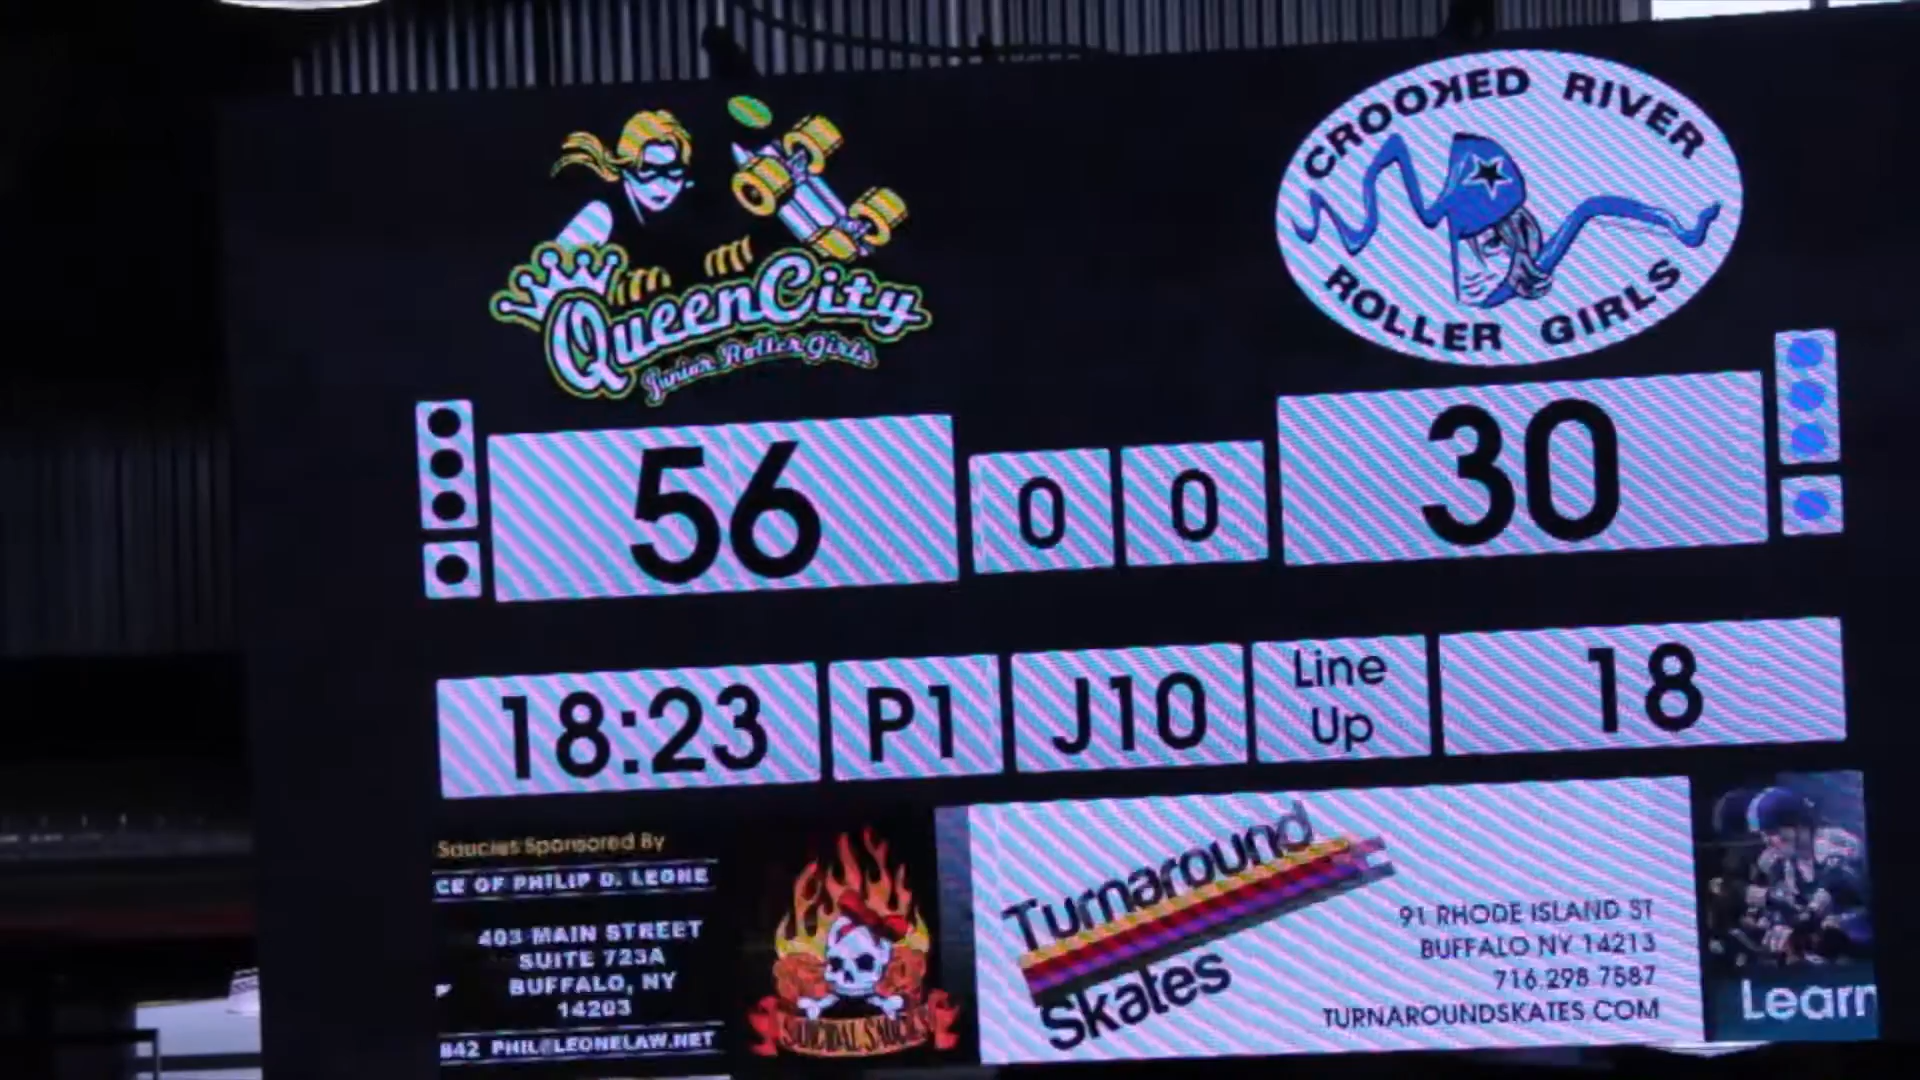 QueenCity
Junior Roller Girls
CROOKED RIVER
ROLLER GIRLS
56
0
0
30
18:23
P1
J10
Line
Up
18
Saucies Sponsored By
CE OF PHILIP D. LEONE
403 MAIN STREET
SUITE 723A
BUFFALO, NY
14203
842 PHIL@LEONELAW.NET
SUICIDAL SAUCIES
Turnaround
Skates
91 RHODE ISLAND ST
BUFFALO NY 14213
716.298.7587
TURNAROUNDSKATES.COM
Learn